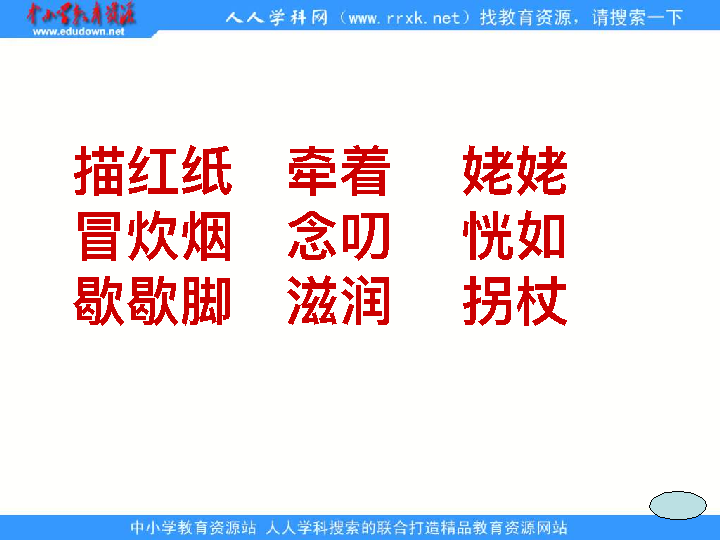 中小学教育资源
www.edudown.net
人人学科网（www.rrxk.net）找教育资源，请搜索一下
描红纸 牵着 姥姥
冒炊烟 念叨 恍如
歇歇脚 滋润 拐杖
中小学教育资源站 人人学科搜索的联合打造精品教育资源网站